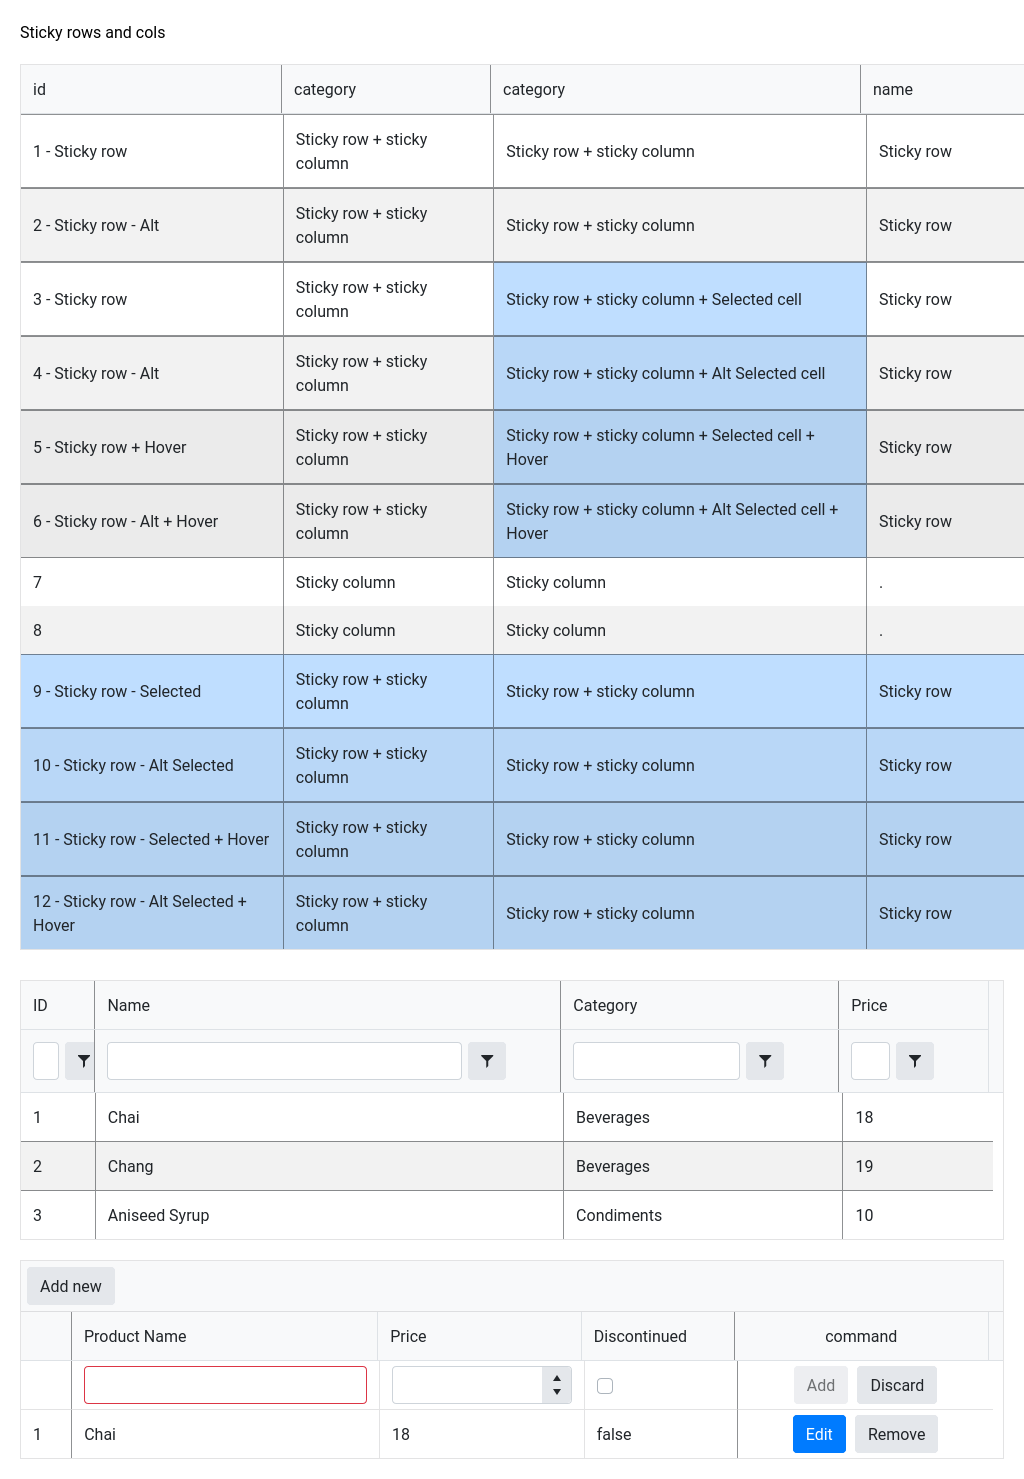 Sticky rows and cols
id category category name
1 - Sticky row Sticky row + sticky column Sticky row + sticky column Sticky row
2 - Sticky row - Alt Sticky row + sticky column Sticky row + sticky column Sticky row
3 - Sticky row Sticky row + sticky column Sticky row + sticky column + Selected cell Sticky row
4 - Sticky row - Alt Sticky row + sticky column Sticky row + sticky column + Alt Selected cell Sticky row
5 - Sticky row + Hover Sticky row + sticky column Sticky row + sticky column + Selected cell + Hover Sticky row
6 - Sticky row - Alt + Hover Sticky row + sticky column Sticky row + sticky column + Alt Selected cell + Hover Sticky row
7 Sticky column Sticky column .
8 Sticky column Sticky column .
9 - Sticky row - Selected Sticky row + sticky column Sticky row + sticky column Sticky row
10 - Sticky row - Alt Selected Sticky row + sticky column Sticky row + sticky column Sticky row
11 - Sticky row - Selected + Hover Sticky row + sticky column Sticky row + sticky column Sticky row
12 - Sticky row - Alt Selected + Hover Sticky row + sticky column Sticky row + sticky column Sticky row
ID Name Category Price
1 Chai Beverages 18
2 Chang Beverages 19
3 Aniseed Syrup Condiments 10
Add new
Product Name Price Discontinued command
Add Discard
1 Chai 18 false Edit Remove